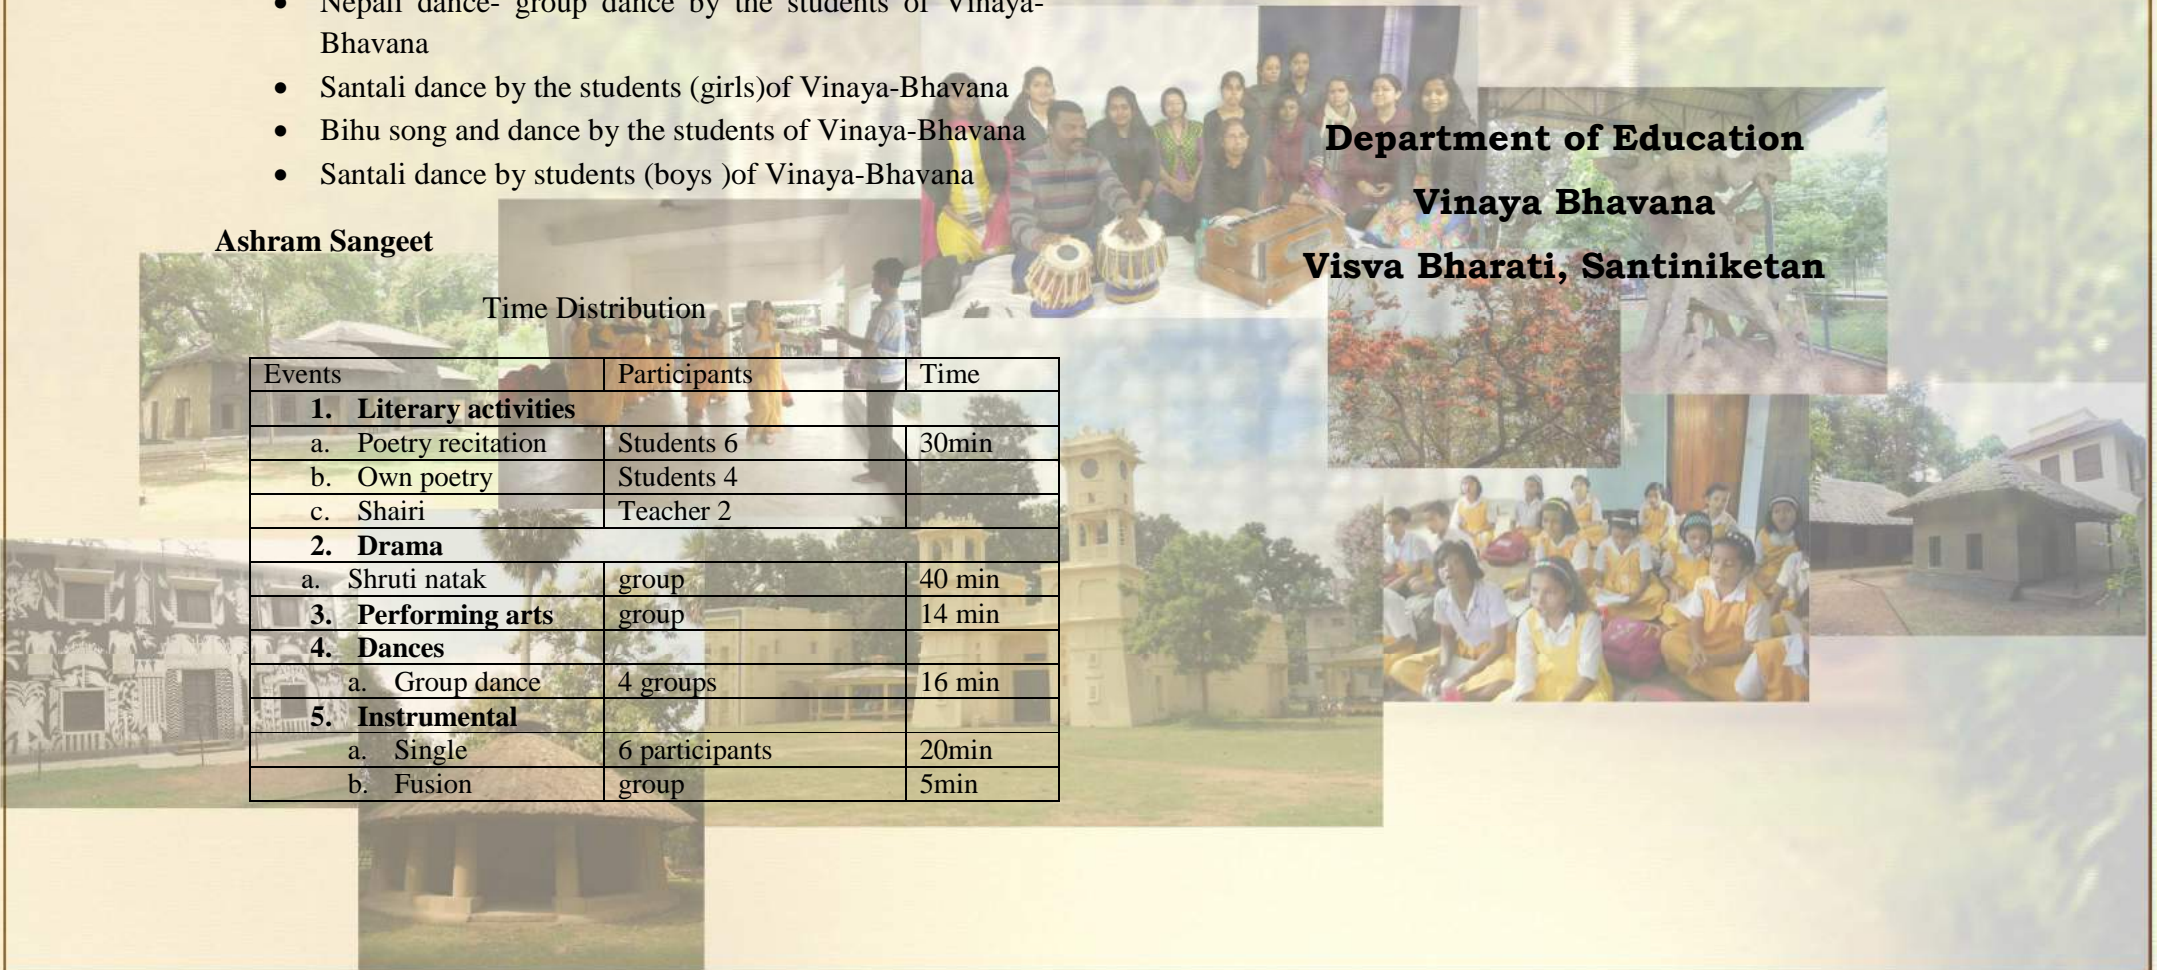 • Nepali dance- group dance by the students of Vinaya-
Bhavana
• Santali dance by the students (girls)of Vinaya-Bhavana
• Bihu song and dance by the students of Vinaya-Bhavana
• Santali dance by students (boys )of Vinaya-Bhavana
Ashram Sangeet
Time Distribution
Events Participants Time
1. Literary activities
a. Poetry recitation Students 6 30min
b. Own poetry Students 4
c. Shairi Teacher 2
2. Drama
a. Shruti natak group 40 min
3. Performing arts group 14 min
4. Dances
a. Group dance 4 groups 16 min
5. Instrumental
a. Single 6 participants 20min
b. Fusion group 5min
Department of Education
Vinaya Bhavana
Visva Bharati, Santiniketan